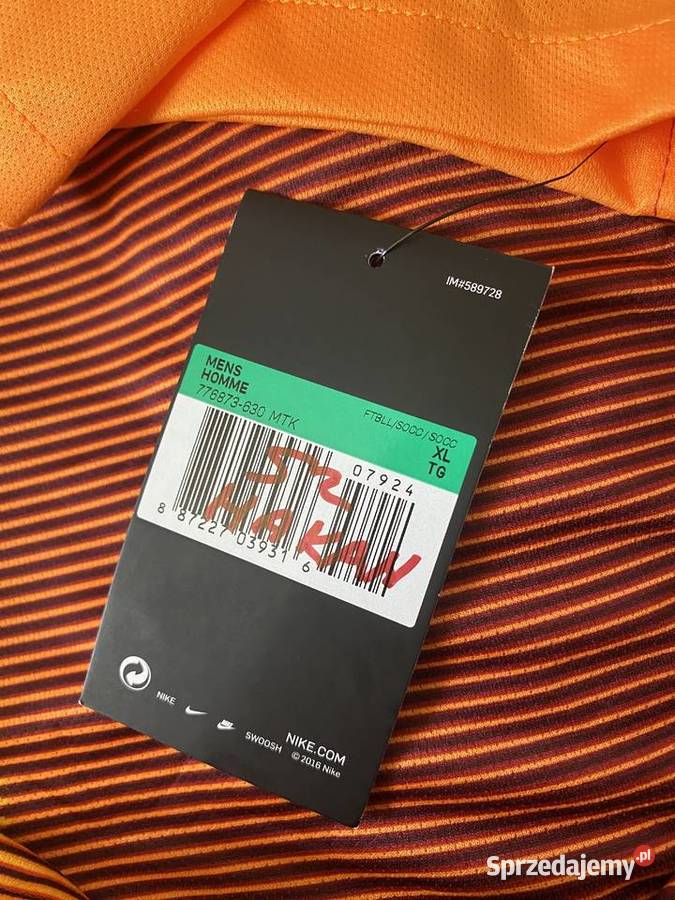 IM#589728
MENS
HOMME
776873-630 MTK
FTBLL/SOCC/SOCC
XL
TG
07924
52
HAKAN
8 87227 03931 6
NIKE
SWOOSH
NIKE.COM
©2016 Nike
Sprzedajemy.pl